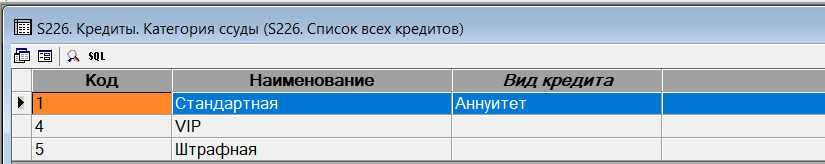 S226. Кредиты. Категория ссуды (S226. Список всех кредитов)
SQL
Код Наименование Вид кредита
1 Стандартная Аннуитет
4 VIP
5 Штрафная